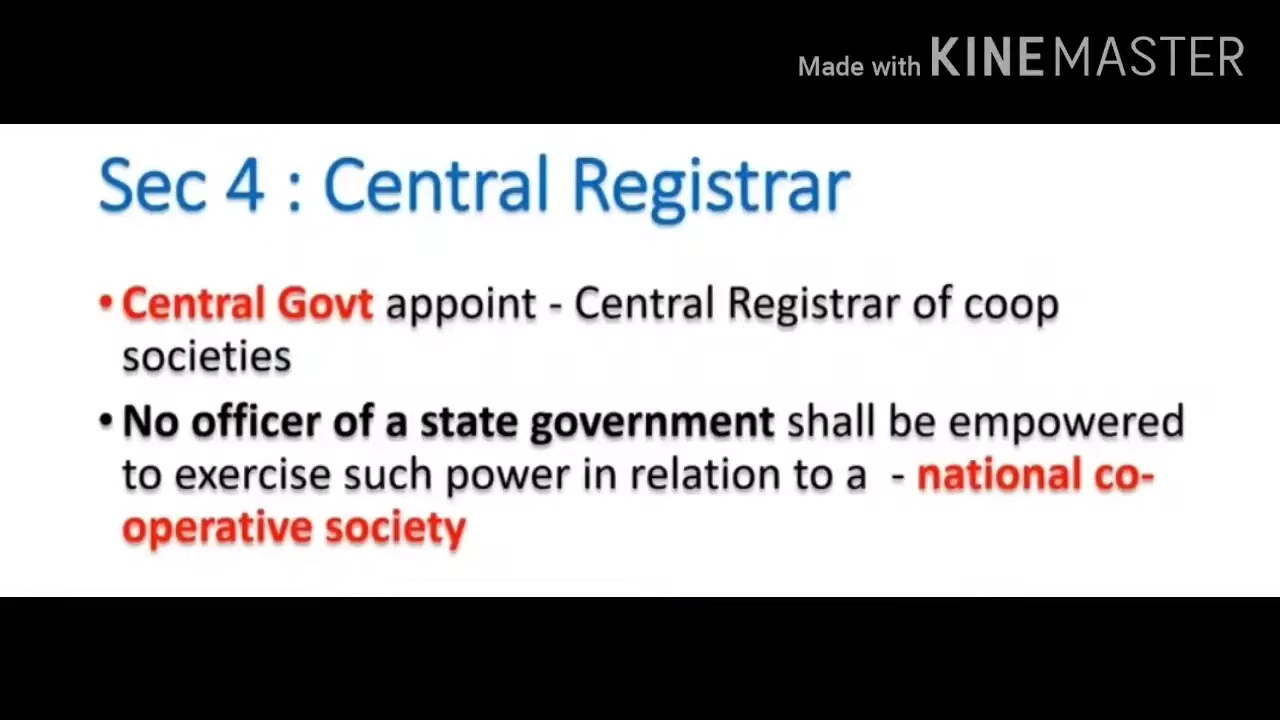 Made with KINEMASTER
Sec 4 : Central Registrar
• Central Govt appoint - Central Registrar of coop
societies
• No officer of a state government shall be empowered
to exercise such power in relation to a - national co-
operative society